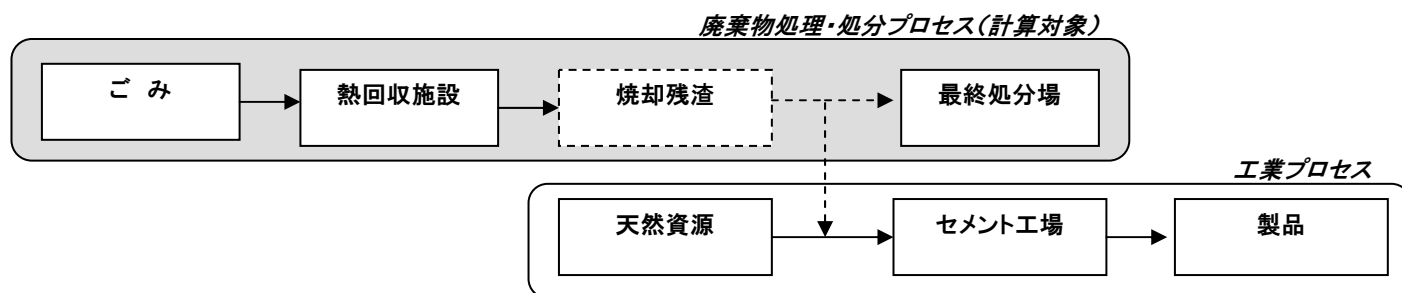 廃棄物処理・処分プロセス（計算対象）
ご み
熱回収施設
焼却残渣
最終処分場
工業プロセス
天然資源
セメント工場
製品